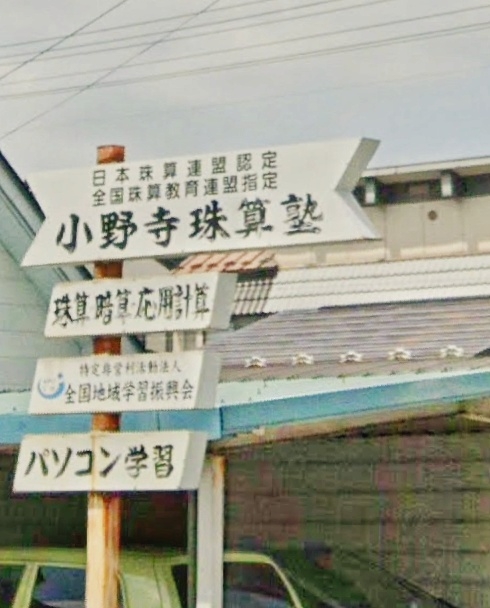 日本珠算連盟認定
全国珠算教育連盟指定
小野寺珠算塾
珠算・暗算・応用計算
特定非営利活動法人
全国地域学習振興会
パソコン学習